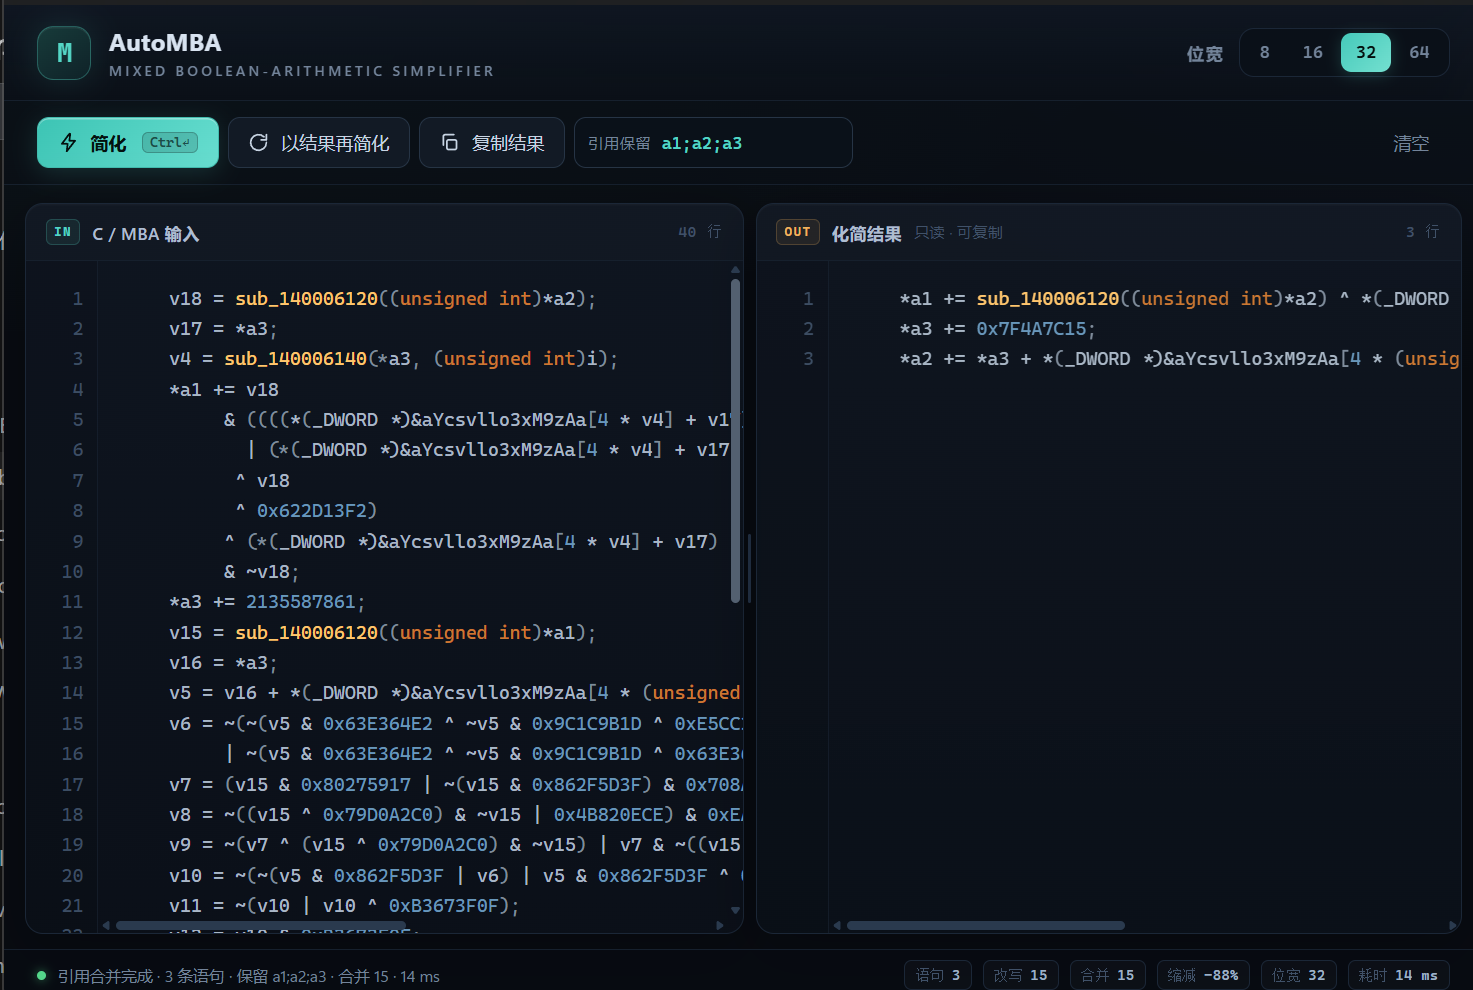 M
AutoMBA
MIXED BOOLEAN-ARITHMETIC SIMPLIFIER
位宽 8 16 32 64
简化 Ctrl↵ 以结果再简化 复制结果 引用保留 a1;a2;a3 清空
IN C / MBA 输入 40 行
1 v18 = sub_140006120((unsigned int)*a2);
2 v17 = *a3;
3 v4 = sub_140006140(*a3, (unsigned int)i);
4 *a1 += v18
5 & ((((*(_DWORD *)&aYcsvllo3xM9zAa[4 * v4] + v17
6 | (*(_DWORD *)&aYcsvllo3xM9zAa[4 * v4] + v17
7 ^ v18
8 ^ 0x622D13F2)
9 ^ (*(_DWORD *)&aYcsvllo3xM9zAa[4 * v4] + v17)
10 & ~v18;
11 *a3 += 2135587861;
12 v15 = sub_140006120((unsigned int)*a1);
13 v16 = *a3;
14 v5 = v16 + *(_DWORD *)&aYcsvllo3xM9zAa[4 * (unsigned
15 v6 = ~(~(v5 & 0x63E364E2 ^ ~v5 & 0x9C1C9B1D ^ 0xE5CC
16 | ~(v5 & 0x63E364E2 ^ ~v5 & 0x9C1C9B1D ^ 0x63E3
17 v7 = (v15 & 0x80275917 | ~(v15 & 0x862F5D3F) & 0x708
18 v8 = ~((v15 ^ 0x79D0A2C0) & ~v15 | 0x4B820ECE) & 0xE
19 v9 = ~(v7 ^ (v15 ^ 0x79D0A2C0) & ~v15) | v7 & ~((v15
20 v10 = ~(~(v5 & 0x862F5D3F | v6) | v5 & 0x862F5D3F ^
21 v11 = ~(v10 | v10 ^ 0xB3673F0F);
OUT 化简结果 只读 · 可复制 3 行
1 *a1 += sub_140006120((unsigned int)*a2) ^ *(_DWORD
2 *a3 += 0x7F4A7C15;
3 *a2 += *a3 + *(_DWORD *)&aYcsvllo3xM9zAa[4 * (unsig
引用合并完成 · 3 条语句 · 保留 a1;a2;a3 · 合并 15 · 14 ms
语句 3 改写 15 合并 15 缩减 −88% 位宽 32 耗时 14 ms